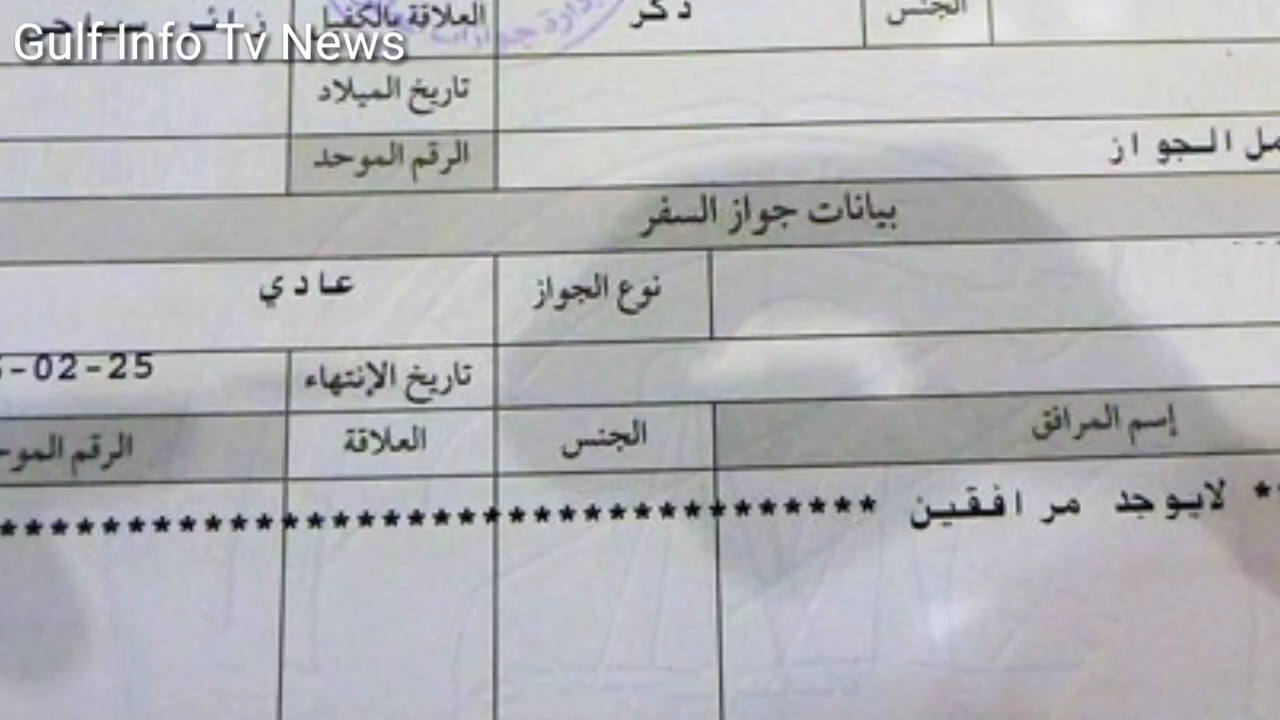 Gulf Info Tv News
الجنس ذكر العلاقة بالكفيل
تاريخ الميلاد
الجواز الرقم الموحد
بيانات جواز السفر
نوع الجواز عادي
تاريخ الإنتهاء -02-25
إسم المرافق الجنس العلاقة الرقم
** لايوجد مرافقين **********************************